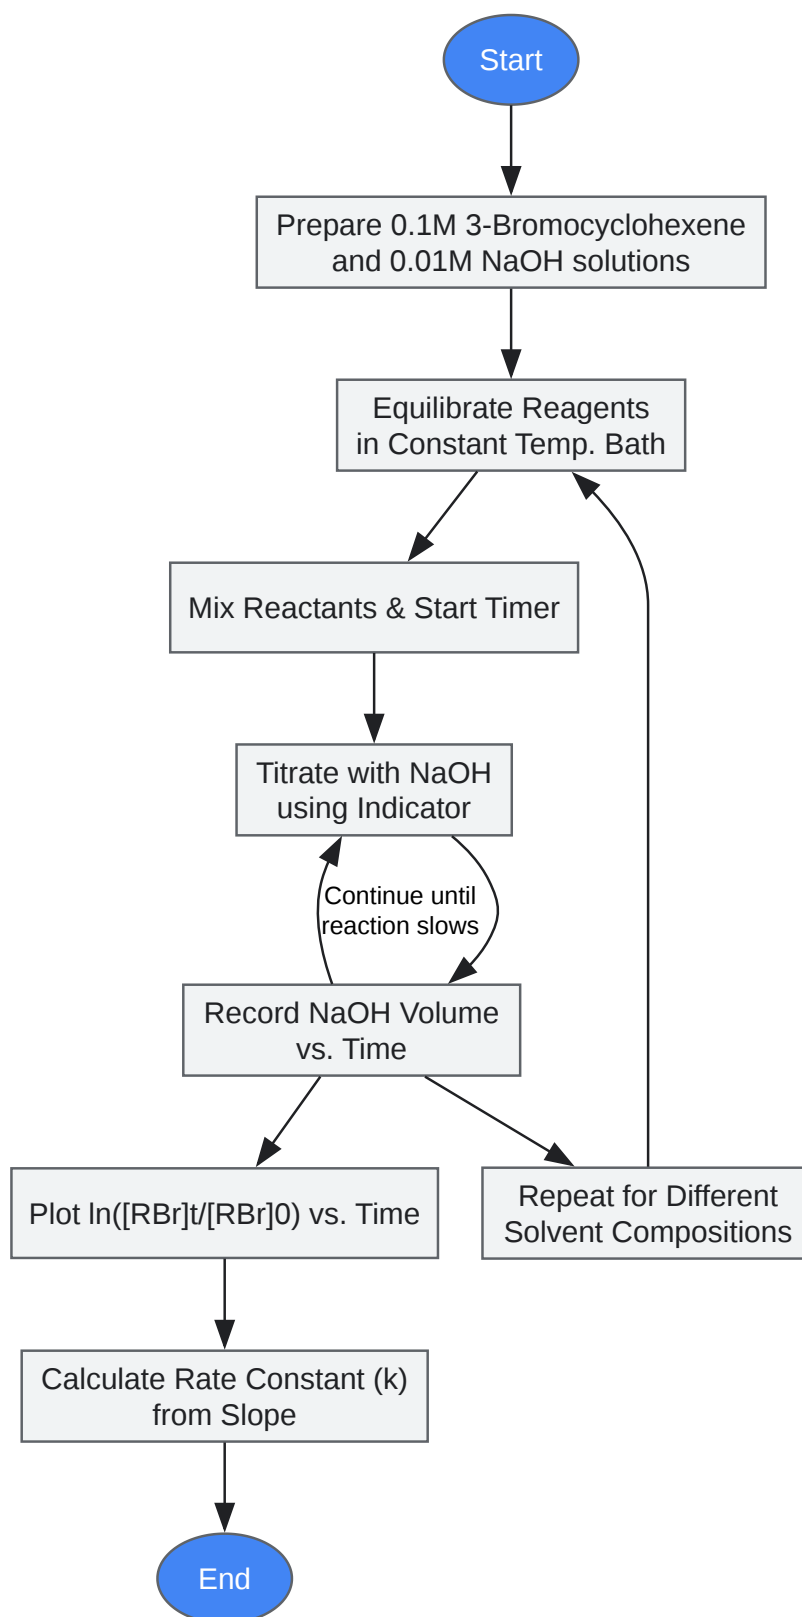 Start
Prepare 0.1M 3-Bromocyclohexene
and 0.01M NaOH solutions
Equilibrate Reagents
in Constant Temp. Bath
Mix Reactants & Start Timer
Titrate with NaOH
using Indicator
Continue until
reaction slows
Record NaOH Volume
vs. Time
Plot ln([RBr]t/[RBr]0) vs. Time
Repeat for Different
Solvent Compositions
Calculate Rate Constant (k)
from Slope
End